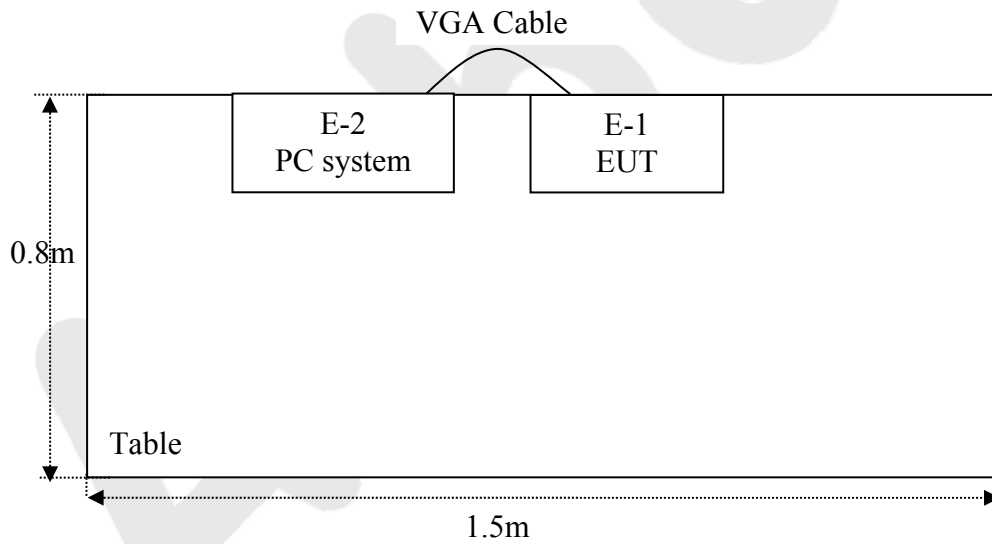 VGA Cable
E-2
PC system
E-1
EUT
0.8m
Table
1.5m